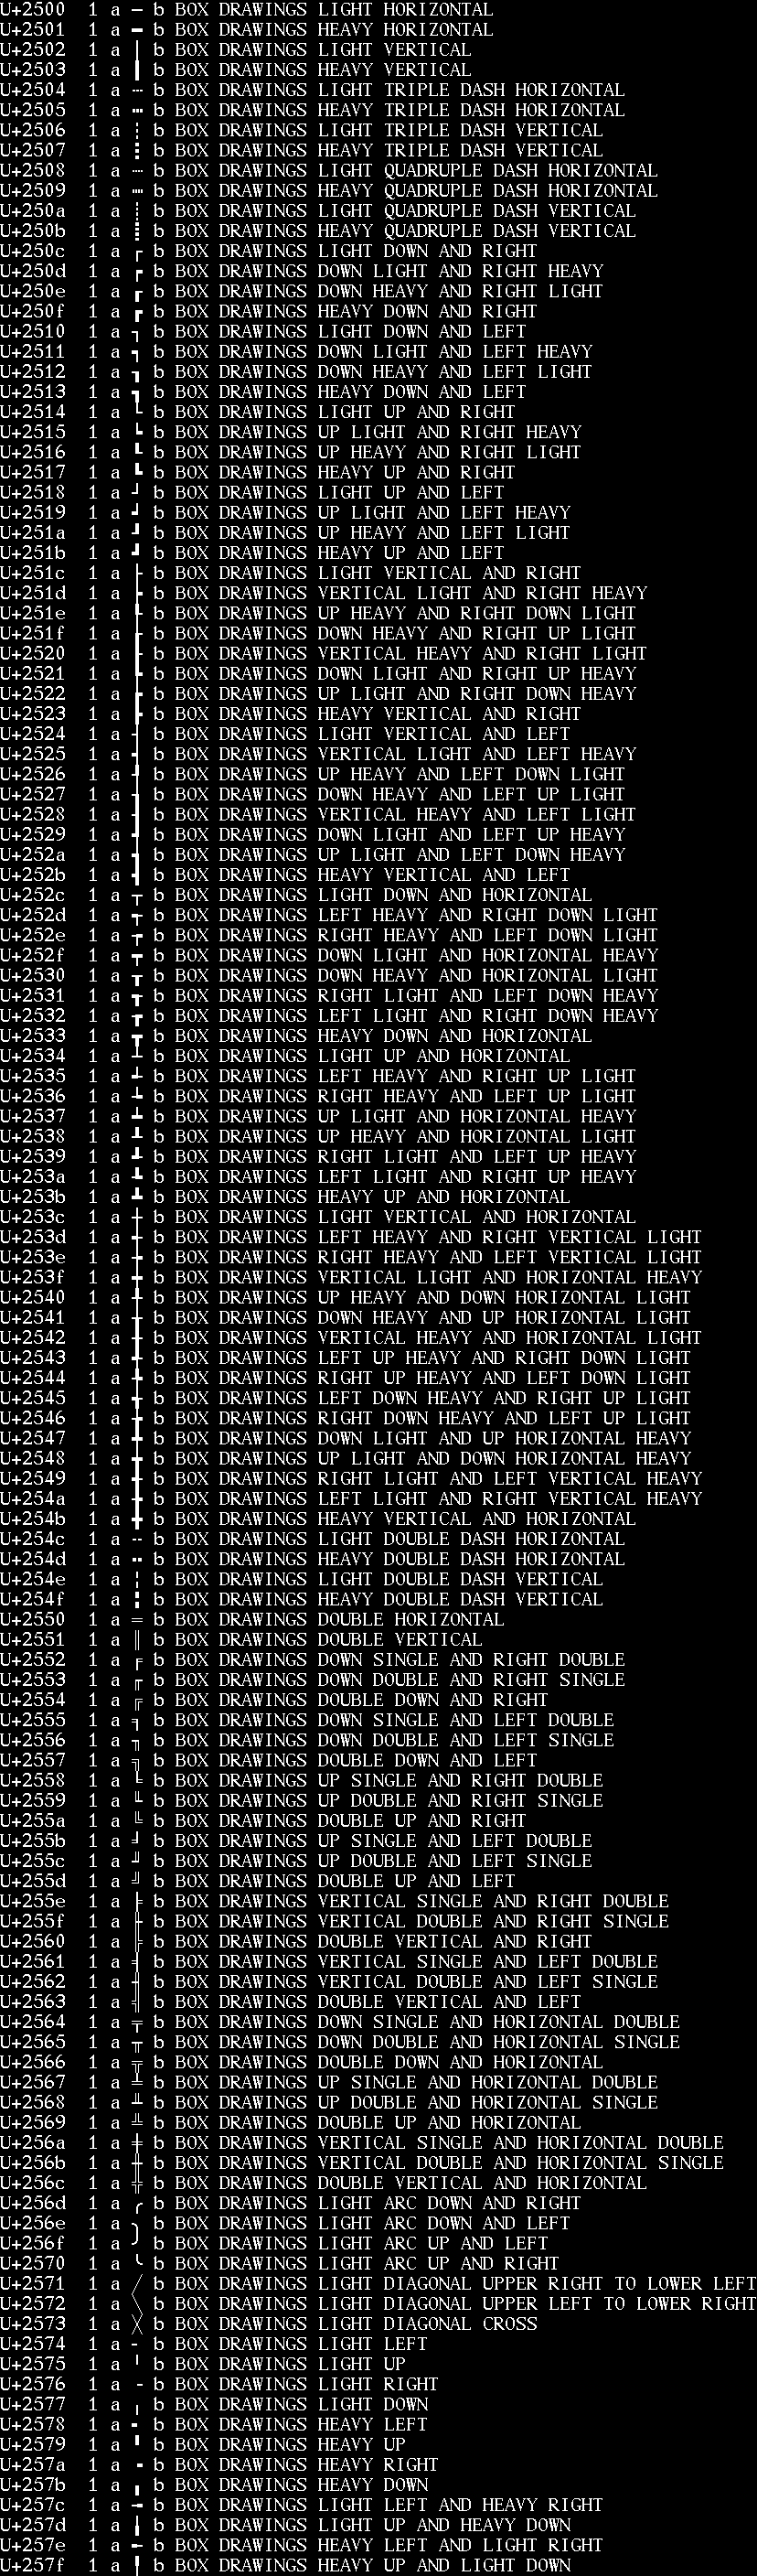 U+2500 1 a ─ b BOX DRAWINGS LIGHT HORIZONTAL
U+2501 1 a ━ b BOX DRAWINGS HEAVY HORIZONTAL
U+2502 1 a │ b BOX DRAWINGS LIGHT VERTICAL
U+2503 1 a ┃ b BOX DRAWINGS HEAVY VERTICAL
U+2504 1 a ┄ b BOX DRAWINGS LIGHT TRIPLE DASH HORIZONTAL
U+2505 1 a ┅ b BOX DRAWINGS HEAVY TRIPLE DASH HORIZONTAL
U+2506 1 a ┆ b BOX DRAWINGS LIGHT TRIPLE DASH VERTICAL
U+2507 1 a ┇ b BOX DRAWINGS HEAVY TRIPLE DASH VERTICAL
U+2508 1 a ┈ b BOX DRAWINGS LIGHT QUADRUPLE DASH HORIZONTAL
U+2509 1 a ┉ b BOX DRAWINGS HEAVY QUADRUPLE DASH HORIZONTAL
U+250a 1 a ┊ b BOX DRAWINGS LIGHT QUADRUPLE DASH VERTICAL
U+250b 1 a ┋ b BOX DRAWINGS HEAVY QUADRUPLE DASH VERTICAL
U+250c 1 a ┌ b BOX DRAWINGS LIGHT DOWN AND RIGHT
U+250d 1 a ┍ b BOX DRAWINGS DOWN LIGHT AND RIGHT HEAVY
U+250e 1 a ┎ b BOX DRAWINGS DOWN HEAVY AND RIGHT LIGHT
U+250f 1 a ┏ b BOX DRAWINGS HEAVY DOWN AND RIGHT
U+2510 1 a ┐ b BOX DRAWINGS LIGHT DOWN AND LEFT
U+2511 1 a ┑ b BOX DRAWINGS DOWN LIGHT AND LEFT HEAVY
U+2512 1 a ┒ b BOX DRAWINGS DOWN HEAVY AND LEFT LIGHT
U+2513 1 a ┓ b BOX DRAWINGS HEAVY DOWN AND LEFT
U+2514 1 a └ b BOX DRAWINGS LIGHT UP AND RIGHT
U+2515 1 a ┕ b BOX DRAWINGS UP LIGHT AND RIGHT HEAVY
U+2516 1 a ┖ b BOX DRAWINGS UP HEAVY AND RIGHT LIGHT
U+2517 1 a ┗ b BOX DRAWINGS HEAVY UP AND RIGHT
U+2518 1 a ┘ b BOX DRAWINGS LIGHT UP AND LEFT
U+2519 1 a ┙ b BOX DRAWINGS UP LIGHT AND LEFT HEAVY
U+251a 1 a ┚ b BOX DRAWINGS UP HEAVY AND LEFT LIGHT
U+251b 1 a ┛ b BOX DRAWINGS HEAVY UP AND LEFT
U+251c 1 a ├ b BOX DRAWINGS LIGHT VERTICAL AND RIGHT
U+251d 1 a ┝ b BOX DRAWINGS VERTICAL LIGHT AND RIGHT HEAVY
U+251e 1 a ┞ b BOX DRAWINGS UP HEAVY AND RIGHT DOWN LIGHT
U+251f 1 a ┟ b BOX DRAWINGS DOWN HEAVY AND RIGHT UP LIGHT
U+2520 1 a ┠ b BOX DRAWINGS VERTICAL HEAVY AND RIGHT LIGHT
U+2521 1 a ┡ b BOX DRAWINGS DOWN LIGHT AND RIGHT UP HEAVY
U+2522 1 a ┢ b BOX DRAWINGS UP LIGHT AND RIGHT DOWN HEAVY
U+2523 1 a ┣ b BOX DRAWINGS HEAVY VERTICAL AND RIGHT
U+2524 1 a ┤ b BOX DRAWINGS LIGHT VERTICAL AND LEFT
U+2525 1 a ┥ b BOX DRAWINGS VERTICAL LIGHT AND LEFT HEAVY
U+2526 1 a ┦ b BOX DRAWINGS UP HEAVY AND LEFT DOWN LIGHT
U+2527 1 a ┧ b BOX DRAWINGS DOWN HEAVY AND LEFT UP LIGHT
U+2528 1 a ┨ b BOX DRAWINGS VERTICAL HEAVY AND LEFT LIGHT
U+2529 1 a ┩ b BOX DRAWINGS DOWN LIGHT AND LEFT UP HEAVY
U+252a 1 a ┪ b BOX DRAWINGS UP LIGHT AND LEFT DOWN HEAVY
U+252b 1 a ┫ b BOX DRAWINGS HEAVY VERTICAL AND LEFT
U+252c 1 a ┬ b BOX DRAWINGS LIGHT DOWN AND HORIZONTAL
U+252d 1 a ┭ b BOX DRAWINGS LEFT HEAVY AND RIGHT DOWN LIGHT
U+252e 1 a ┮ b BOX DRAWINGS RIGHT HEAVY AND LEFT DOWN LIGHT
U+252f 1 a ┯ b BOX DRAWINGS DOWN LIGHT AND HORIZONTAL HEAVY
U+2530 1 a ┰ b BOX DRAWINGS DOWN HEAVY AND HORIZONTAL LIGHT
U+2531 1 a ┱ b BOX DRAWINGS RIGHT LIGHT AND LEFT DOWN HEAVY
U+2532 1 a ┲ b BOX DRAWINGS LEFT LIGHT AND RIGHT DOWN HEAVY
U+2533 1 a ┳ b BOX DRAWINGS HEAVY DOWN AND HORIZONTAL
U+2534 1 a ┴ b BOX DRAWINGS LIGHT UP AND HORIZONTAL
U+2535 1 a ┵ b BOX DRAWINGS LEFT HEAVY AND RIGHT UP LIGHT
U+2536 1 a ┶ b BOX DRAWINGS RIGHT HEAVY AND LEFT UP LIGHT
U+2537 1 a ┷ b BOX DRAWINGS UP LIGHT AND HORIZONTAL HEAVY
U+2538 1 a ┸ b BOX DRAWINGS UP HEAVY AND HORIZONTAL LIGHT
U+2539 1 a ┹ b BOX DRAWINGS RIGHT LIGHT AND LEFT UP HEAVY
U+253a 1 a ┺ b BOX DRAWINGS LEFT LIGHT AND RIGHT UP HEAVY
U+253b 1 a ┻ b BOX DRAWINGS HEAVY UP AND HORIZONTAL
U+253c 1 a ┼ b BOX DRAWINGS LIGHT VERTICAL AND HORIZONTAL
U+253d 1 a ┽ b BOX DRAWINGS LEFT HEAVY AND RIGHT VERTICAL LIGHT
U+253e 1 a ┾ b BOX DRAWINGS RIGHT HEAVY AND LEFT VERTICAL LIGHT
U+253f 1 a ┿ b BOX DRAWINGS VERTICAL LIGHT AND HORIZONTAL HEAVY
U+2540 1 a ╀ b BOX DRAWINGS UP HEAVY AND DOWN HORIZONTAL LIGHT
U+2541 1 a ╁ b BOX DRAWINGS DOWN HEAVY AND UP HORIZONTAL LIGHT
U+2542 1 a ╂ b BOX DRAWINGS VERTICAL HEAVY AND HORIZONTAL LIGHT
U+2543 1 a ╃ b BOX DRAWINGS LEFT UP HEAVY AND RIGHT DOWN LIGHT
U+2544 1 a ╄ b BOX DRAWINGS RIGHT UP HEAVY AND LEFT DOWN LIGHT
U+2545 1 a ╅ b BOX DRAWINGS LEFT DOWN HEAVY AND RIGHT UP LIGHT
U+2546 1 a ╆ b BOX DRAWINGS RIGHT DOWN HEAVY AND LEFT UP LIGHT
U+2547 1 a ╇ b BOX DRAWINGS DOWN LIGHT AND UP HORIZONTAL HEAVY
U+2548 1 a ╈ b BOX DRAWINGS UP LIGHT AND DOWN HORIZONTAL HEAVY
U+2549 1 a ╉ b BOX DRAWINGS RIGHT LIGHT AND LEFT VERTICAL HEAVY
U+254a 1 a ╊ b BOX DRAWINGS LEFT LIGHT AND RIGHT VERTICAL HEAVY
U+254b 1 a ╋ b BOX DRAWINGS HEAVY VERTICAL AND HORIZONTAL
U+254c 1 a ╌ b BOX DRAWINGS LIGHT DOUBLE DASH HORIZONTAL
U+254d 1 a ╍ b BOX DRAWINGS HEAVY DOUBLE DASH HORIZONTAL
U+254e 1 a ╎ b BOX DRAWINGS LIGHT DOUBLE DASH VERTICAL
U+254f 1 a ╏ b BOX DRAWINGS HEAVY DOUBLE DASH VERTICAL
U+2550 1 a ═ b BOX DRAWINGS DOUBLE HORIZONTAL
U+2551 1 a ║ b BOX DRAWINGS DOUBLE VERTICAL
U+2552 1 a ╒ b BOX DRAWINGS DOWN SINGLE AND RIGHT DOUBLE
U+2553 1 a ╓ b BOX DRAWINGS DOWN DOUBLE AND RIGHT SINGLE
U+2554 1 a ╔ b BOX DRAWINGS DOUBLE DOWN AND RIGHT
U+2555 1 a ╕ b BOX DRAWINGS DOWN SINGLE AND LEFT DOUBLE
U+2556 1 a ╖ b BOX DRAWINGS DOWN DOUBLE AND LEFT SINGLE
U+2557 1 a ╗ b BOX DRAWINGS DOUBLE DOWN AND LEFT
U+2558 1 a ╘ b BOX DRAWINGS UP SINGLE AND RIGHT DOUBLE
U+2559 1 a ╙ b BOX DRAWINGS UP DOUBLE AND RIGHT SINGLE
U+255a 1 a ╚ b BOX DRAWINGS DOUBLE UP AND RIGHT
U+255b 1 a ╛ b BOX DRAWINGS UP SINGLE AND LEFT DOUBLE
U+255c 1 a ╜ b BOX DRAWINGS UP DOUBLE AND LEFT SINGLE
U+255d 1 a ╝ b BOX DRAWINGS DOUBLE UP AND LEFT
U+255e 1 a ╞ b BOX DRAWINGS VERTICAL SINGLE AND RIGHT DOUBLE
U+255f 1 a ╟ b BOX DRAWINGS VERTICAL DOUBLE AND RIGHT SINGLE
U+2560 1 a ╠ b BOX DRAWINGS DOUBLE VERTICAL AND RIGHT
U+2561 1 a ╡ b BOX DRAWINGS VERTICAL SINGLE AND LEFT DOUBLE
U+2562 1 a ╢ b BOX DRAWINGS VERTICAL DOUBLE AND LEFT SINGLE
U+2563 1 a ╣ b BOX DRAWINGS DOUBLE VERTICAL AND LEFT
U+2564 1 a ╤ b BOX DRAWINGS DOWN SINGLE AND HORIZONTAL DOUBLE
U+2565 1 a ╥ b BOX DRAWINGS DOWN DOUBLE AND HORIZONTAL SINGLE
U+2566 1 a ╦ b BOX DRAWINGS DOUBLE DOWN AND HORIZONTAL
U+2567 1 a ╧ b BOX DRAWINGS UP SINGLE AND HORIZONTAL DOUBLE
U+2568 1 a ╨ b BOX DRAWINGS UP DOUBLE AND HORIZONTAL SINGLE
U+2569 1 a ╩ b BOX DRAWINGS DOUBLE UP AND HORIZONTAL
U+256a 1 a ╪ b BOX DRAWINGS VERTICAL SINGLE AND HORIZONTAL DOUBLE
U+256b 1 a ╫ b BOX DRAWINGS VERTICAL DOUBLE AND HORIZONTAL SINGLE
U+256c 1 a ╬ b BOX DRAWINGS DOUBLE VERTICAL AND HORIZONTAL
U+256d 1 a ╭ b BOX DRAWINGS LIGHT ARC DOWN AND RIGHT
U+256e 1 a ╮ b BOX DRAWINGS LIGHT ARC DOWN AND LEFT
U+256f 1 a ╯ b BOX DRAWINGS LIGHT ARC UP AND LEFT
U+2570 1 a ╰ b BOX DRAWINGS LIGHT ARC UP AND RIGHT
U+2571 1 a ╱ b BOX DRAWINGS LIGHT DIAGONAL UPPER RIGHT TO LOWER LEFT
U+2572 1 a ╲ b BOX DRAWINGS LIGHT DIAGONAL UPPER LEFT TO LOWER RIGHT
U+2573 1 a ╳ b BOX DRAWINGS LIGHT DIAGONAL CROSS
U+2574 1 a ╴ b BOX DRAWINGS LIGHT LEFT
U+2575 1 a ╵ b BOX DRAWINGS LIGHT UP
U+2576 1 a ╶ b BOX DRAWINGS LIGHT RIGHT
U+2577 1 a ╷ b BOX DRAWINGS LIGHT DOWN
U+2578 1 a ╸ b BOX DRAWINGS HEAVY LEFT
U+2579 1 a ╹ b BOX DRAWINGS HEAVY UP
U+257a 1 a ╺ b BOX DRAWINGS HEAVY RIGHT
U+257b 1 a ╻ b BOX DRAWINGS HEAVY DOWN
U+257c 1 a ╼ b BOX DRAWINGS LIGHT LEFT AND HEAVY RIGHT
U+257d 1 a ╽ b BOX DRAWINGS LIGHT UP AND HEAVY DOWN
U+257e 1 a ╾ b BOX DRAWINGS HEAVY LEFT AND LIGHT RIGHT
U+257f 1 a ╿ b BOX DRAWINGS HEAVY UP AND LIGHT DOWN